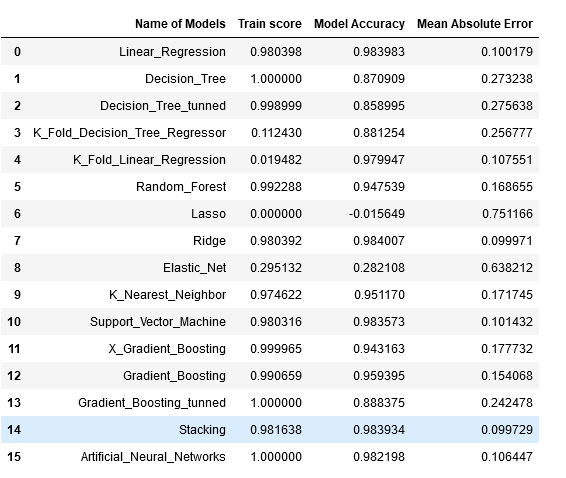 Name of Models Train score Model Accuracy Mean Absolute Error
0 Linear_Regression 0.980398 0.983983 0.100179
1 Decision_Tree 1.000000 0.870909 0.273238
2 Decision_Tree_tunned 0.998999 0.858995 0.275638
3 K_Fold_Decision_Tree_Regressor 0.112430 0.881254 0.256777
4 K_Fold_Linear_Regression 0.019482 0.979947 0.107551
5 Random_Forest 0.992288 0.947539 0.168655
6 Lasso 0.000000 -0.015649 0.751166
7 Ridge 0.980392 0.984007 0.099971
8 Elastic_Net 0.295132 0.282108 0.638212
9 K_Nearest_Neighbor 0.974622 0.951170 0.171745
10 Support_Vector_Machine 0.980316 0.983573 0.101432
11 X_Gradient_Boosting 0.999965 0.943163 0.177732
12 Gradient_Boosting 0.990659 0.959395 0.154068
13 Gradient_Boosting_tunned 1.000000 0.888375 0.242478
14 Stacking 0.981638 0.983934 0.099729
15 Artificial_Neural_Networks 1.000000 0.982198 0.106447